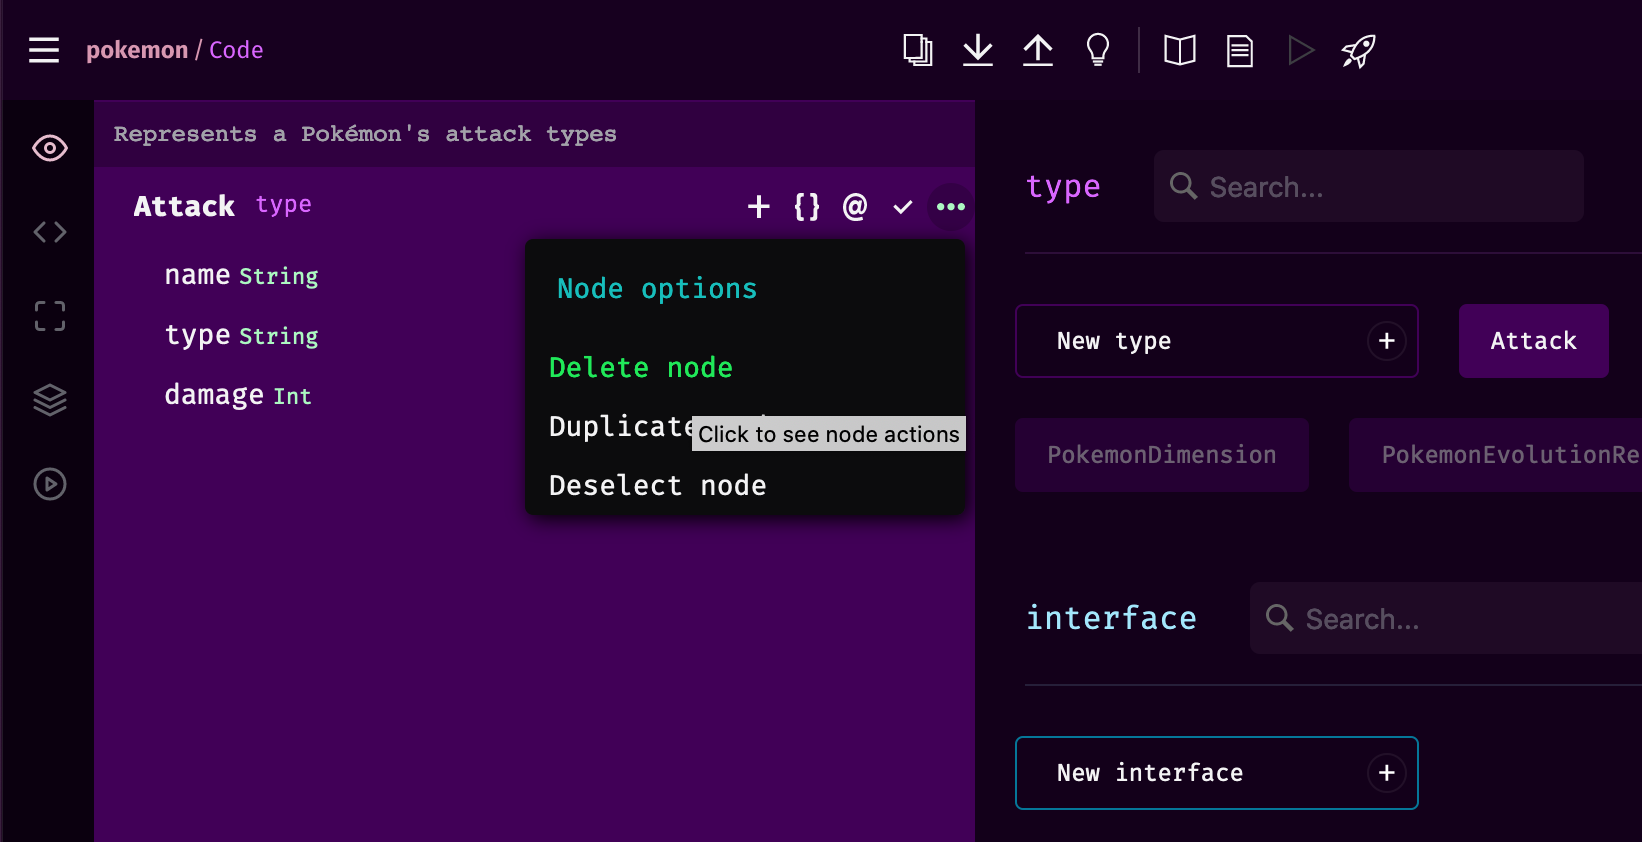 pokemon / Code
Represents a Pokémon's attack types
Attack type
{} @
name String
type String
damage Int
Node options
Delete node
Duplicate
Click to see node actions
Deselect node
type
Search...
New type
Attack
PokemonDimension
PokemonEvolutionRe
interface
Search...
New interface